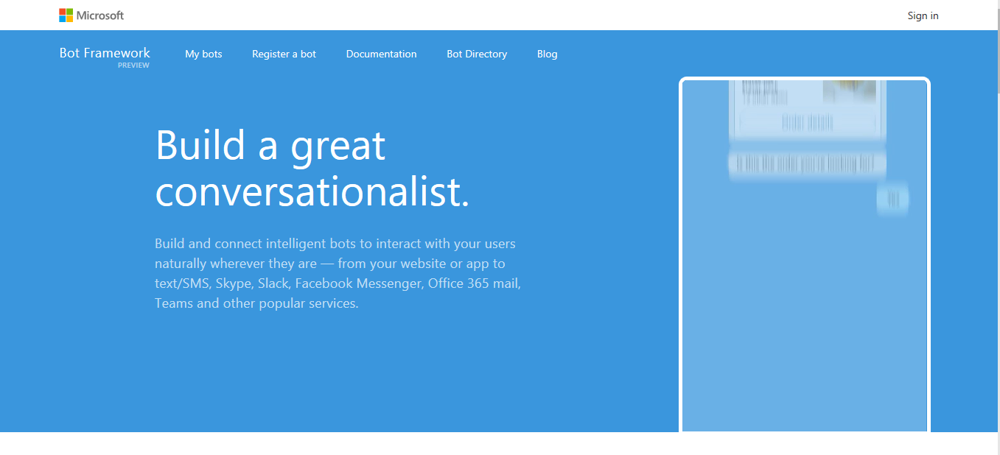 Microsoft
Sign in
Bot Framework
PREVIEW
My bots
Register a bot
Documentation
Bot Directory
Blog
Build a great
conversationalist.
Build and connect intelligent bots to interact with your users
naturally wherever they are — from your website or app to
text/SMS, Skype, Slack, Facebook Messenger, Office 365 mail,
Teams and other popular services.